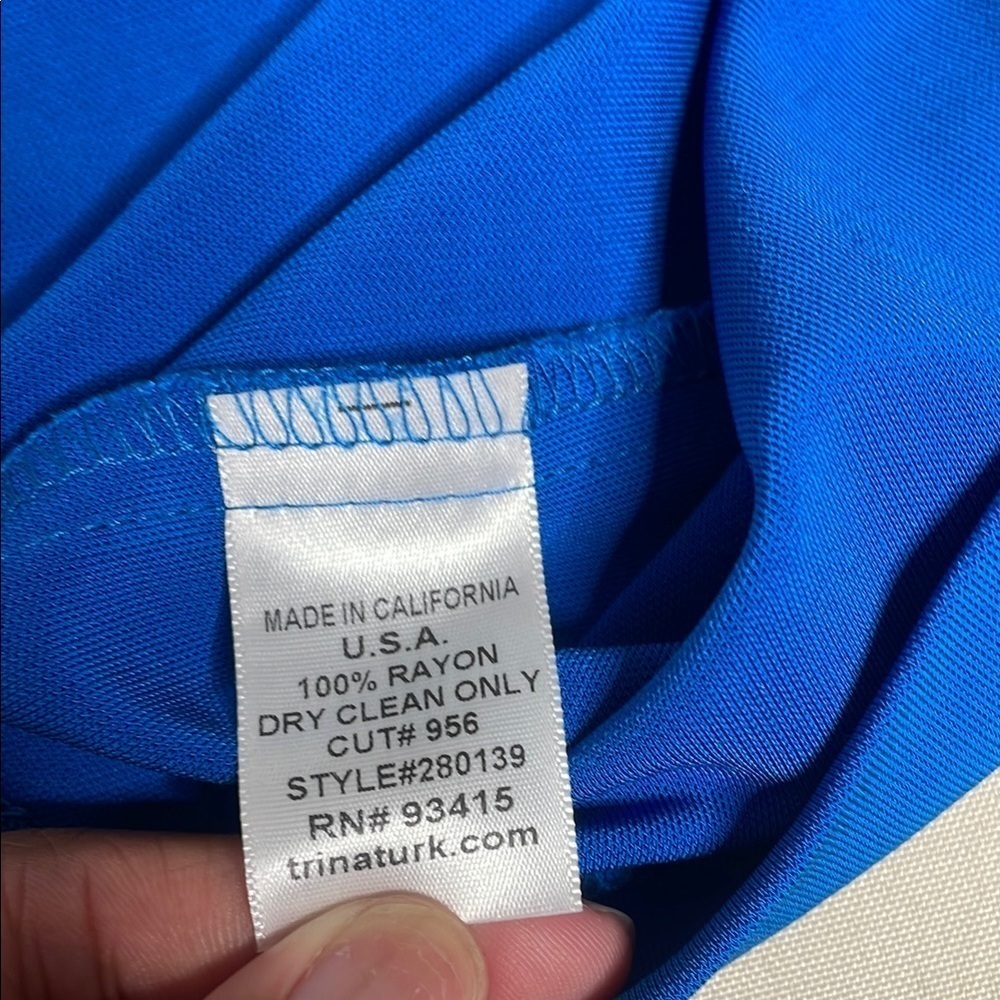 MADE IN CALIFORNIA
U.S.A.
100% RAYON
DRY CLEAN ONLY
CUT# 956
STYLE#280139
RN# 93415
trinaturk.com